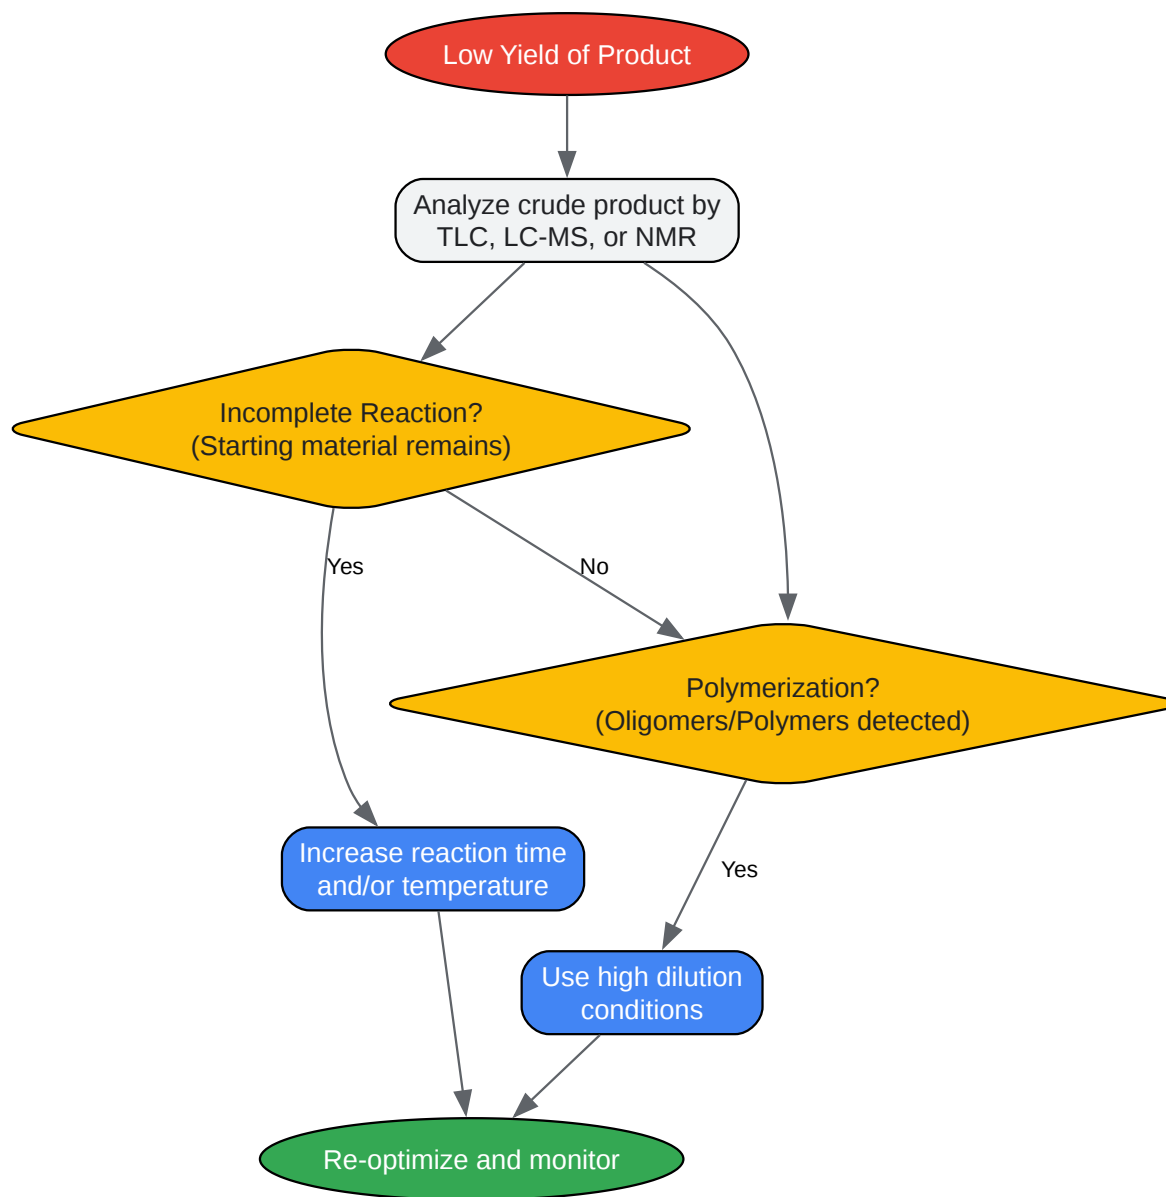 Low Yield of Product
Analyze crude product by
TLC, LC-MS, or NMR
Incomplete Reaction?
(Starting material remains)
Yes
No
Polymerization?
(Oligomers/Polymers detected)
Increase reaction time
and/or temperature
Yes
Use high dilution
conditions
Re-optimize and monitor